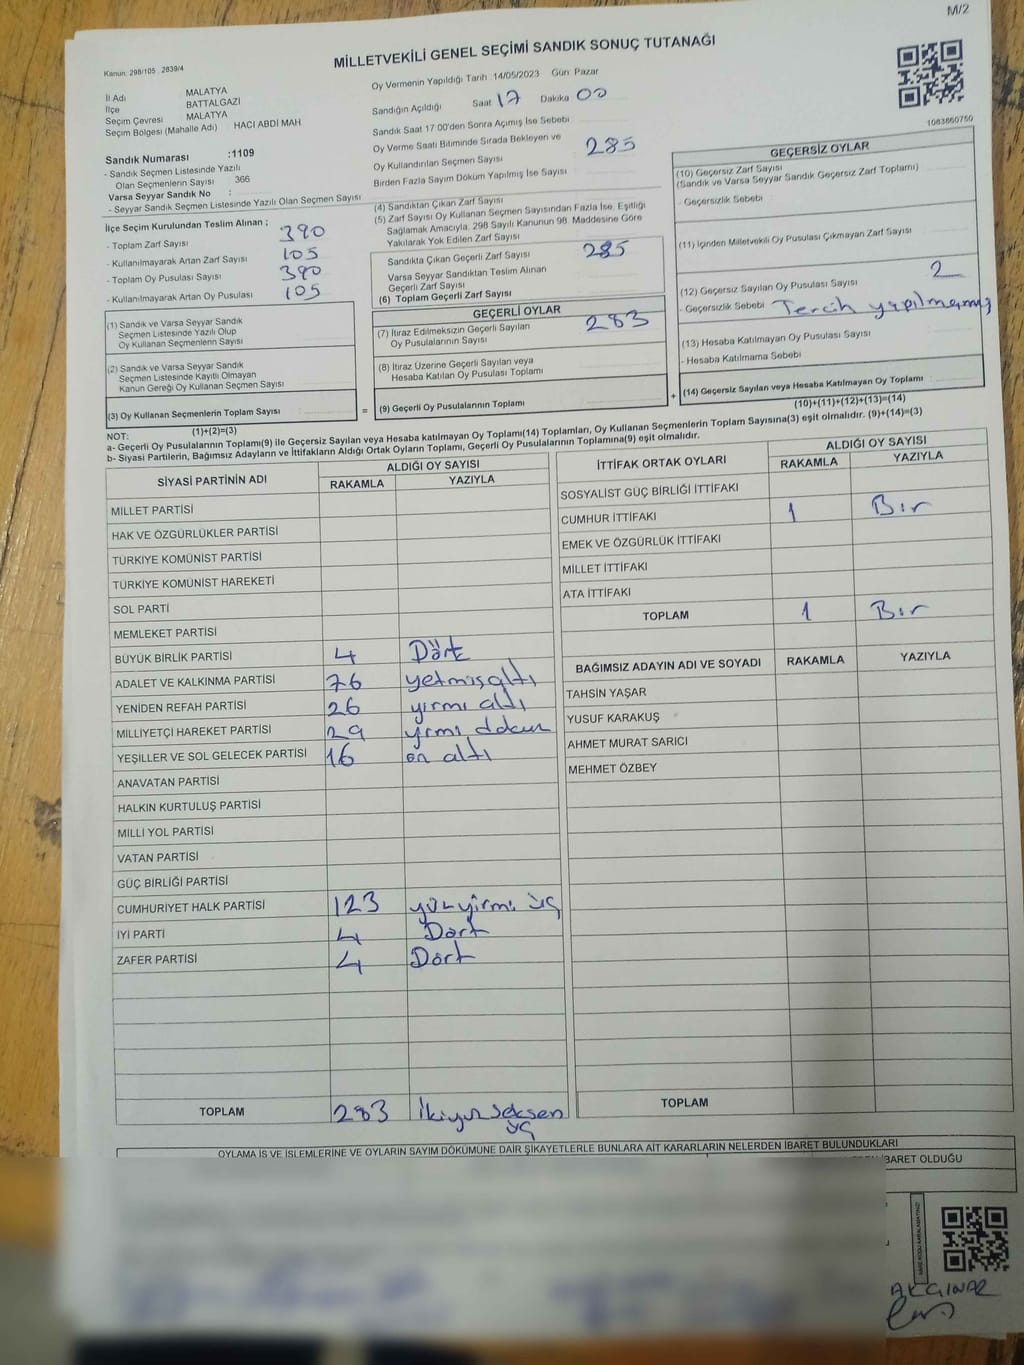 M/2
MİLLETVEKİLİ GENEL SEÇİMİ SANDIK SONUÇ TUTANAĞI
Kanun: 298/105 . 2839/4
İl Adı MALATYA
İlçe BATTALGAZİ
Seçim Çevresi MALATYA
Seçim Bölgesi (Mahalle Adı) HACI ABDİ MAH.
Sandık Numarası :1109
- Sandık Seçmen Listesinde Yazılı
Olan Seçmenlerin Sayısı 366
Varsa Seyyar Sandık No :
- Seyyar Sandık Seçmen Listesinde Yazılı Olan Seçmen Sayısı
İlçe Seçim Kurulundan Teslim Alınan ;
- Toplam Zarf Sayısı 390
- Kullanılmayarak Artan Zarf Sayısı 105
- Toplam Oy Pusulası Sayısı 390
- Kullanılmayarak Artan Oy Pusulası 105
(1) Sandık ve Varsa Seyyar Sandık
Seçmen Listesinde Yazılı Olup
Oy Kullanan Seçmenlerin Sayısı
(2) Sandık ve Varsa Seyyar Sandık
Seçmen Listesinde Kayıtlı Olmayan
Kanun Gereği Oy Kullanan Seçmen Sayısı
(3) Oy Kullanan Seçmenlerin Toplam Sayısı
(1)+(2)=(3)
Oy Vermenin Yapıldığı Tarih 14/05/2023 Gün: Pazar
Sandığın Açıldığı Saat 17 Dakika 00
Sandık Saat 17 00'den Sonra Açımış İse Sebebi
Oy Verme Saati Bitiminde Sırada Bekleyen ve
Oy Kullandırılan Seçmen Sayısı 285
Birden Fazla Sayım Döküm Yapılmış İse Sayısı
(4) Sandıktan Çıkan Zarf Sayısı
(5) Zarf Sayısı Oy Kullanan Seçmen Sayısından Fazla İse, Eşitliği
Sağlamak Amacıyla, 298 Sayılı Kanunun 98. Maddesine Göre
Yakılarak Yok Edilen Zarf Sayısı
Sandıkta Çıkan Geçerli Zarf Sayısı 285
Varsa Seyyar Sandıktan Teslim Alınan
Geçerli Zarf Sayısı
(6) Toplam Geçerli Zarf Sayısı
GEÇERLİ OYLAR
(7) İtiraz Edilmeksizin Geçerli Sayılan
Oy Pusulalarının Sayısı 283
(8) İtiraz Üzerine Geçerli Sayılan veya
Hesaba Katılan Oy Pusulası Toplamı
= (9) Geçerli Oy Pusulalarının Toplamı
1083660750
GEÇERSİZ OYLAR
(10) Geçersiz Zarf Sayısı
(Sandık ve Varsa Seyyar Sandık Geçersiz Zarf Toplamı)
- Geçersizlik Sebebi
(11) İçinden Milletvekili Oy Pusulası Çıkmayan Zarf Sayısı
(12) Geçersiz Sayılan Oy Pusulası Sayısı 2
- Geçersizlik Sebebi Tercih yapılmamış
(13) Hesaba Katılmayan Oy Pusulası Sayısı
- Hesaba Katılmama Sebebi
+ (14) Geçersiz Sayılan veya Hesaba Katılmayan Oy Toplamı
(10)+(11)+(12)+(13)=(14)
NOT:
a- Geçerli Oy Pusulalarının Toplamı(9) ile Geçersiz Sayılan veya Hesaba katılmayan Oy Toplamı(14) Toplamları, Oy Kullanan Seçmenlerin Toplam Sayısına(3) eşit olmalıdır. (9)+(14)=(3)
b- Siyasi Partilerin, Bağımsız Adayların ve İttifakların Aldığı Ortak Oyların Toplamı, Geçerli Oy Pusulalarının Toplamına(9) eşit olmalıdır.
SİYASİ PARTİNİN ADI ALDIĞI OY SAYISI
RAKAMLA YAZIYLA
MİLLET PARTİSİ
HAK VE ÖZGÜRLÜKLER PARTİSİ
TÜRKİYE KOMÜNİST PARTİSİ
TÜRKİYE KOMÜNİST HAREKETİ
SOL PARTİ
MEMLEKET PARTİSİ
BÜYÜK BİRLİK PARTİSİ 4 Dört
ADALET VE KALKINMA PARTİSİ 76 yetmişaltı
YENİDEN REFAH PARTİSİ 26 yirmi altı
MİLLİYETÇİ HAREKET PARTİSİ 29 yrmi dokuz
YEŞİLLER VE SOL GELECEK PARTİSİ 16 on altı
ANAVATAN PARTİSİ
HALKIN KURTULUŞ PARTİSİ
MİLLİ YOL PARTİSİ
VATAN PARTİSİ
GÜÇ BİRLİĞİ PARTİSİ
CUMHURİYET HALK PARTİSİ 123 yüzyirmi üç
İYİ PARTİ 4 Dört
ZAFER PARTİSİ 4 Dört
TOPLAM 283 İkiyüzseksen
üç
İTTİFAK ORTAK OYLARI ALDIĞI OY SAYISI
RAKAMLA YAZIYLA
SOSYALİST GÜÇ BİRLİĞİ İTTİFAKI
CUMHUR İTTİFAKI 1 Bir
EMEK VE ÖZGÜRLÜK İTTİFAKI
MİLLET İTTİFAKI
ATA İTTİFAKI
TOPLAM 1 Bir
BAĞIMSIZ ADAYIN ADI VE SOYADI RAKAMLA YAZIYLA
TAHSİN YAŞAR
YUSUF KARAKUŞ
AHMET MURAT SARICI
MEHMET ÖZBEY
TOPLAM
OYLAMA İŞ VE İŞLEMLERİNE VE OYLARIN SAYIM DÖKÜMÜNE DAİR ŞİKAYETLERLE BUNLARA AİT KARARLARIN NELERDEN İBARET BULUNDUKLARI
İBARET OLDUĞU
AKÇINAR